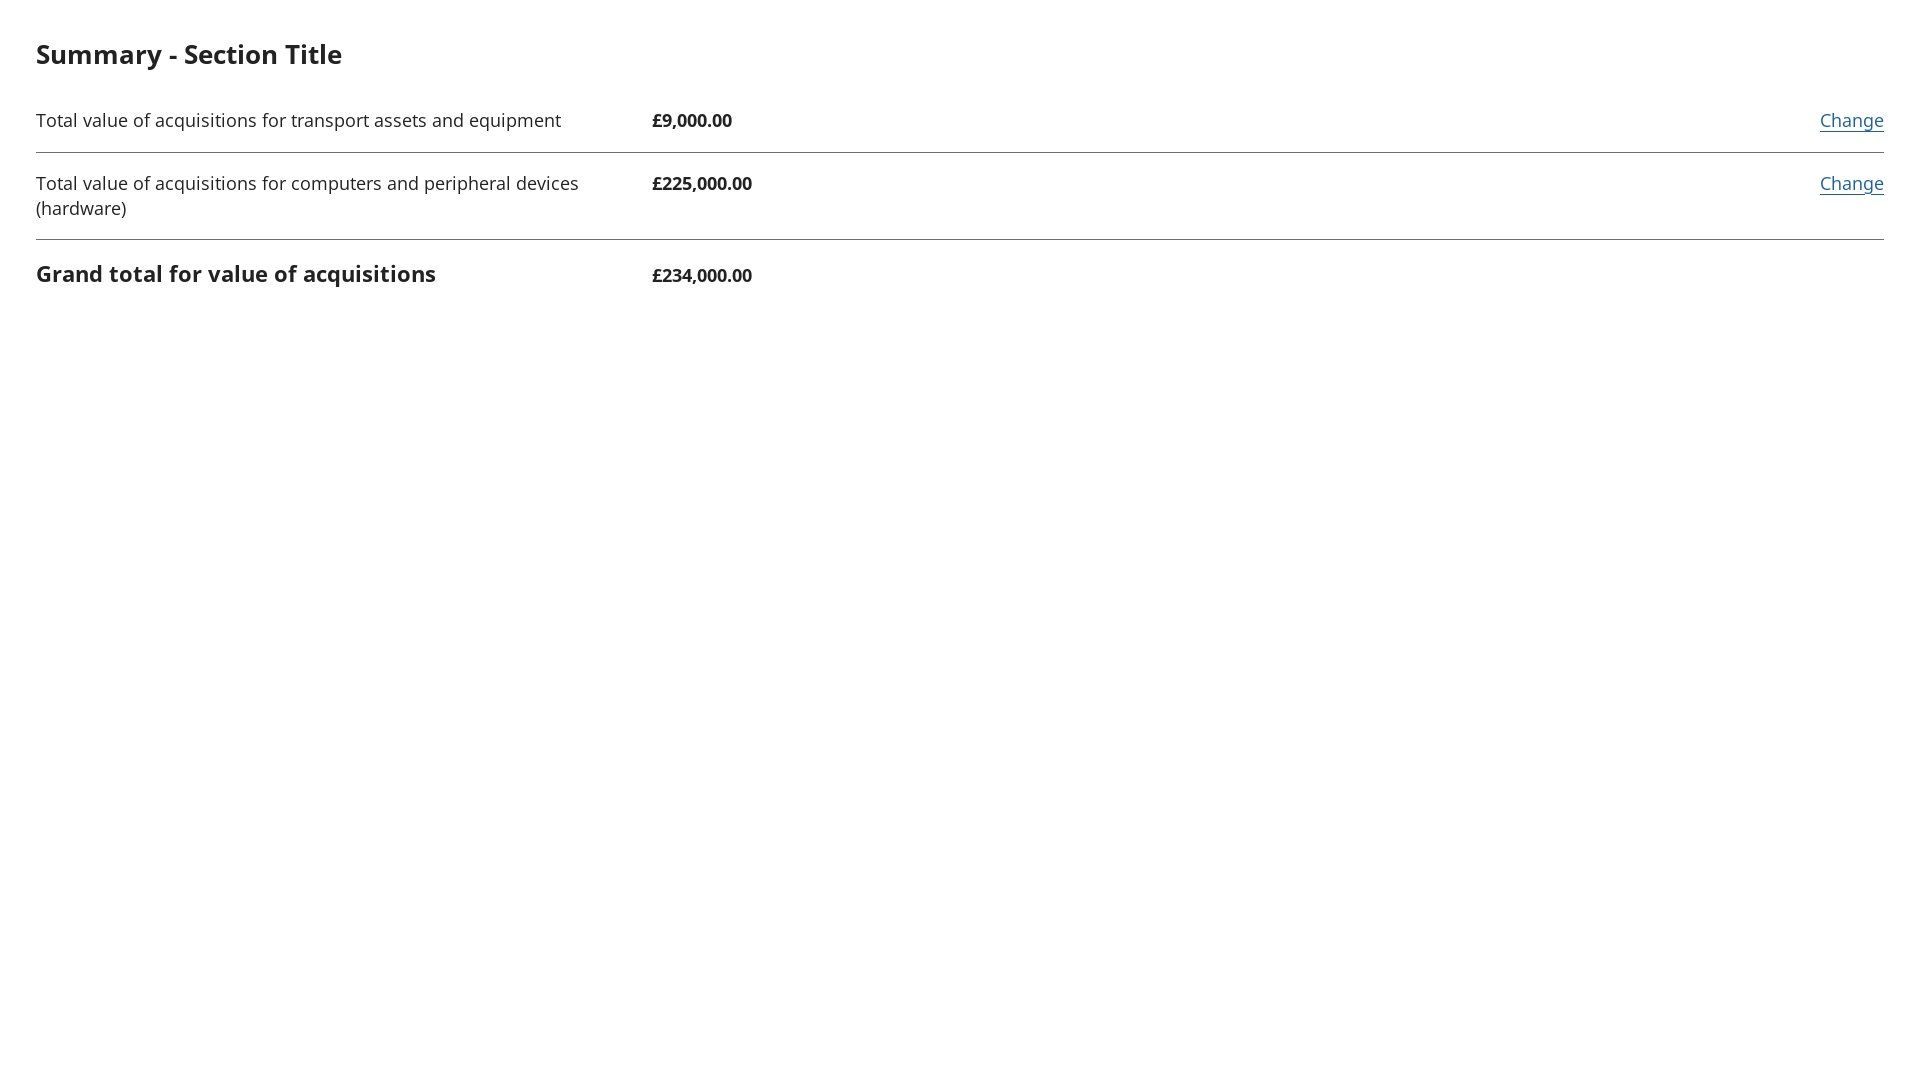 Summary - Section Title
Total value of acquisitions for transport assets and equipment £9,000.00 Change
Total value of acquisitions for computers and peripheral devices £225,000.00 Change
(hardware)
Grand total for value of acquisitions £234,000.00